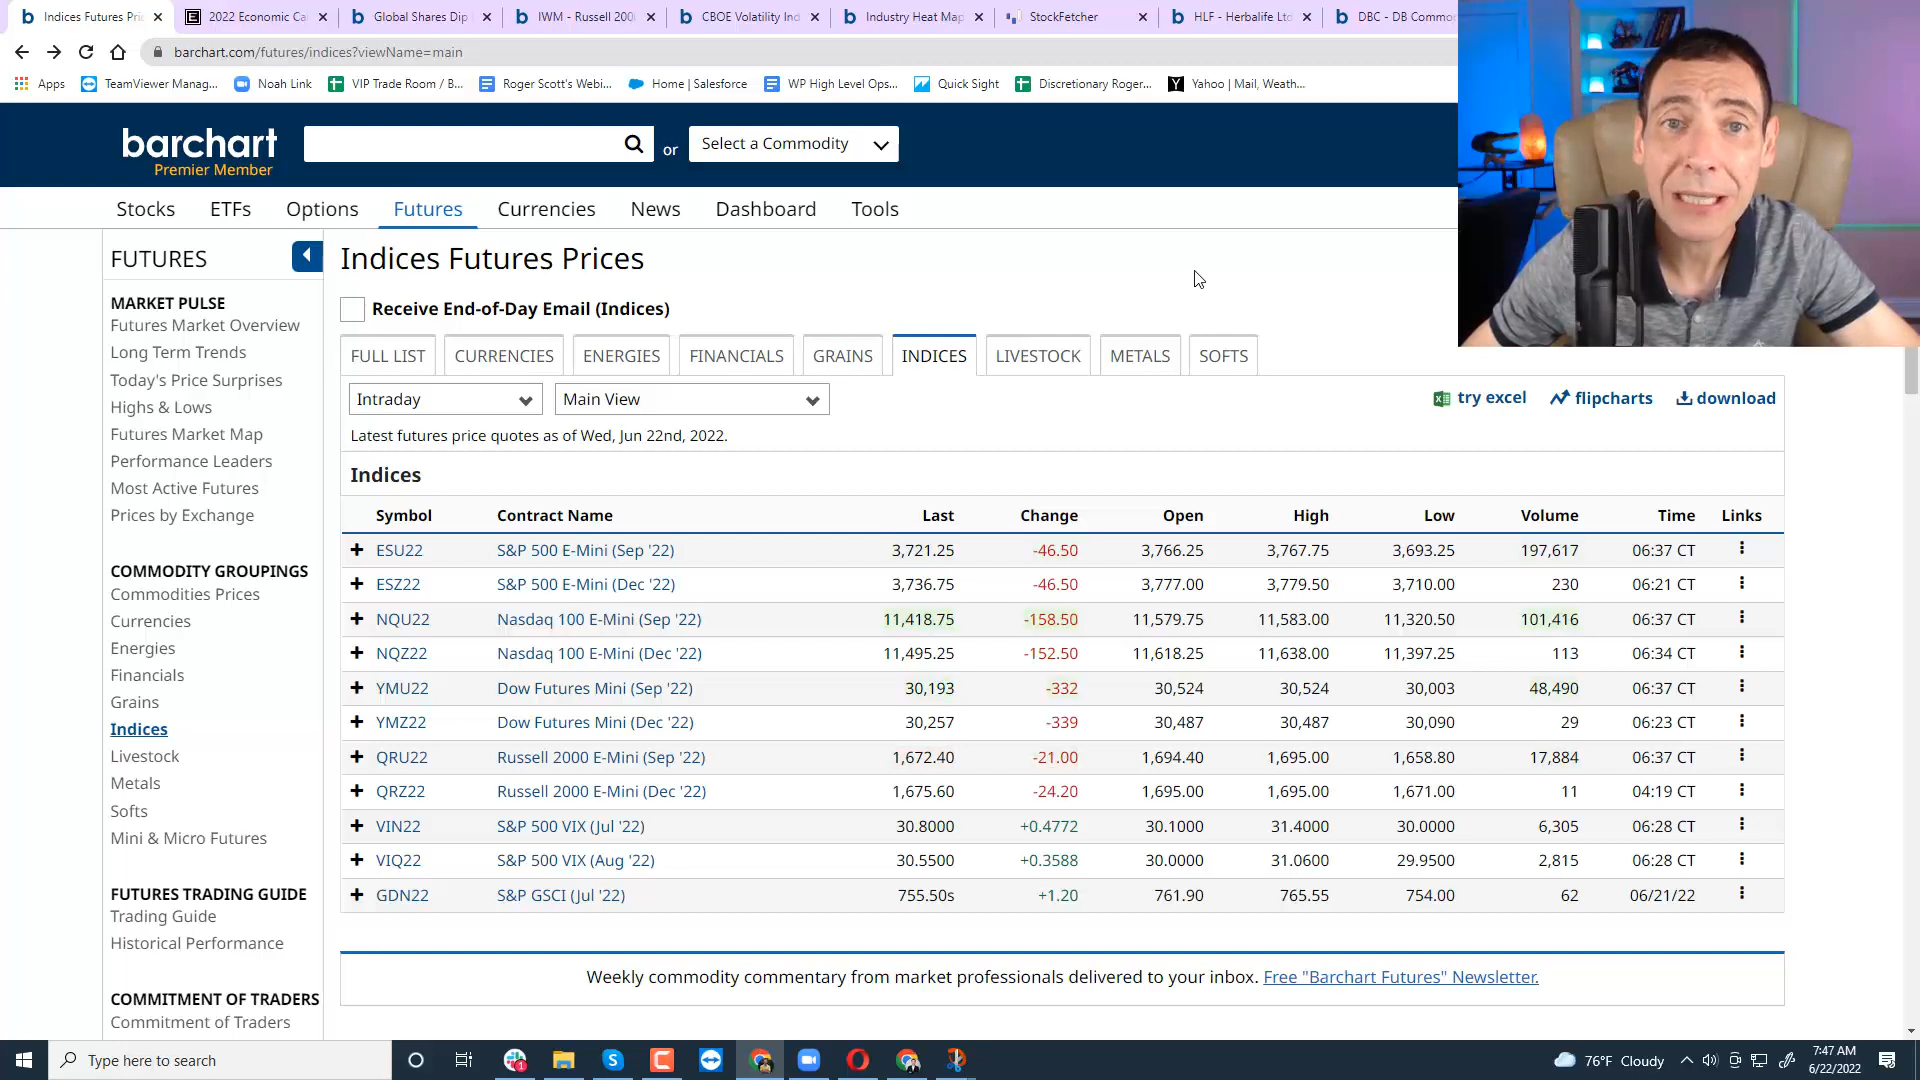 Indices Futures Pri
2022 Economic Ca
Global Shares Dip
IWM - Russell 200
CBOE Volatility Ind
Industry Heat Map
StockFetcher
HLF - Herbalife Ltd
DBC - DB Commo
barchart.com/futures/indices?viewName=main
Apps
TeamViewer Manag...
Noah Link
VIP Trade Room / B...
Roger Scott's Webi...
Home | Salesforce
WP High Level Ops...
Quick Sight
Discretionary Roger...
Yahoo | Mail, Weath...
barchart
Premier Member
or
Select a Commodity
Stocks ETFs Options Futures Currencies News Dashboard Tools
FUTURES
MARKET PULSE
Futures Market Overview
Long Term Trends
Today's Price Surprises
Highs & Lows
Futures Market Map
Performance Leaders
Most Active Futures
Prices by Exchange
COMMODITY GROUPINGS
Commodities Prices
Currencies
Energies
Financials
Grains
Indices
Livestock
Metals
Softs
Mini & Micro Futures
FUTURES TRADING GUIDE
Trading Guide
Historical Performance
COMMITMENT OF TRADERS
Commitment of Traders
Indices Futures Prices
Receive End-of-Day Email (Indices)
FULL LIST CURRENCIES ENERGIES FINANCIALS GRAINS INDICES LIVESTOCK METALS SOFTS
Intraday
Main View
try excel
flipcharts
download
Latest futures price quotes as of Wed, Jun 22nd, 2022.
Indices
Symbol Contract Name Last Change Open High Low Volume Time Links
+ ESU22 S&P 500 E-Mini (Sep '22) 3,721.25 -46.50 3,766.25 3,767.75 3,693.25 197,617 06:37 CT
+ ESZ22 S&P 500 E-Mini (Dec '22) 3,736.75 -46.50 3,777.00 3,779.50 3,710.00 230 06:21 CT
+ NQU22 Nasdaq 100 E-Mini (Sep '22) 11,418.75 -158.50 11,579.75 11,583.00 11,320.50 101,416 06:37 CT
+ NQZ22 Nasdaq 100 E-Mini (Dec '22) 11,495.25 -152.50 11,618.25 11,638.00 11,397.25 113 06:34 CT
+ YMU22 Dow Futures Mini (Sep '22) 30,193 -332 30,524 30,524 30,003 48,490 06:37 CT
+ YMZ22 Dow Futures Mini (Dec '22) 30,257 -339 30,487 30,487 30,090 29 06:23 CT
+ QRU22 Russell 2000 E-Mini (Sep '22) 1,672.40 -21.00 1,694.40 1,695.00 1,658.80 17,884 06:37 CT
+ QRZ22 Russell 2000 E-Mini (Dec '22) 1,675.60 -24.20 1,695.00 1,695.00 1,671.00 11 04:19 CT
+ VIN22 S&P 500 VIX (Jul '22) 30.8000 +0.4772 30.1000 31.4000 30.0000 6,305 06:28 CT
+ VIQ22 S&P 500 VIX (Aug '22) 30.5500 +0.3588 30.0000 31.0600 29.9500 2,815 06:28 CT
+ GDN22 S&P GSCI (Jul '22) 755.50s +1.20 761.90 765.55 754.00 62 06/21/22
Weekly commodity commentary from market professionals delivered to your inbox. Free "Barchart Futures" Newsletter.
Type here to search
76°F Cloudy
7:47 AM
6/22/2022